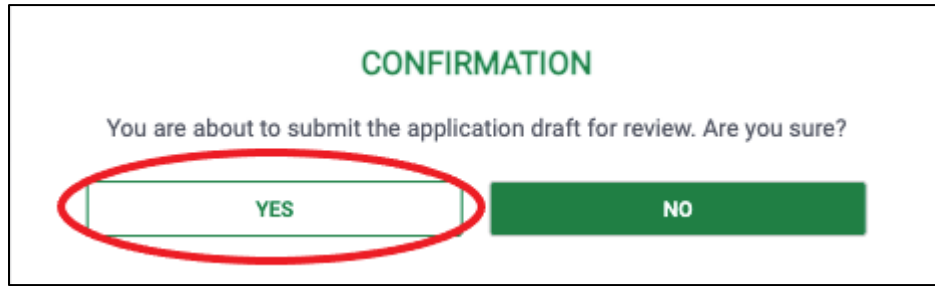 CONFIRMATION
You are about to submit the application draft for review. Are you sure?
YES NO